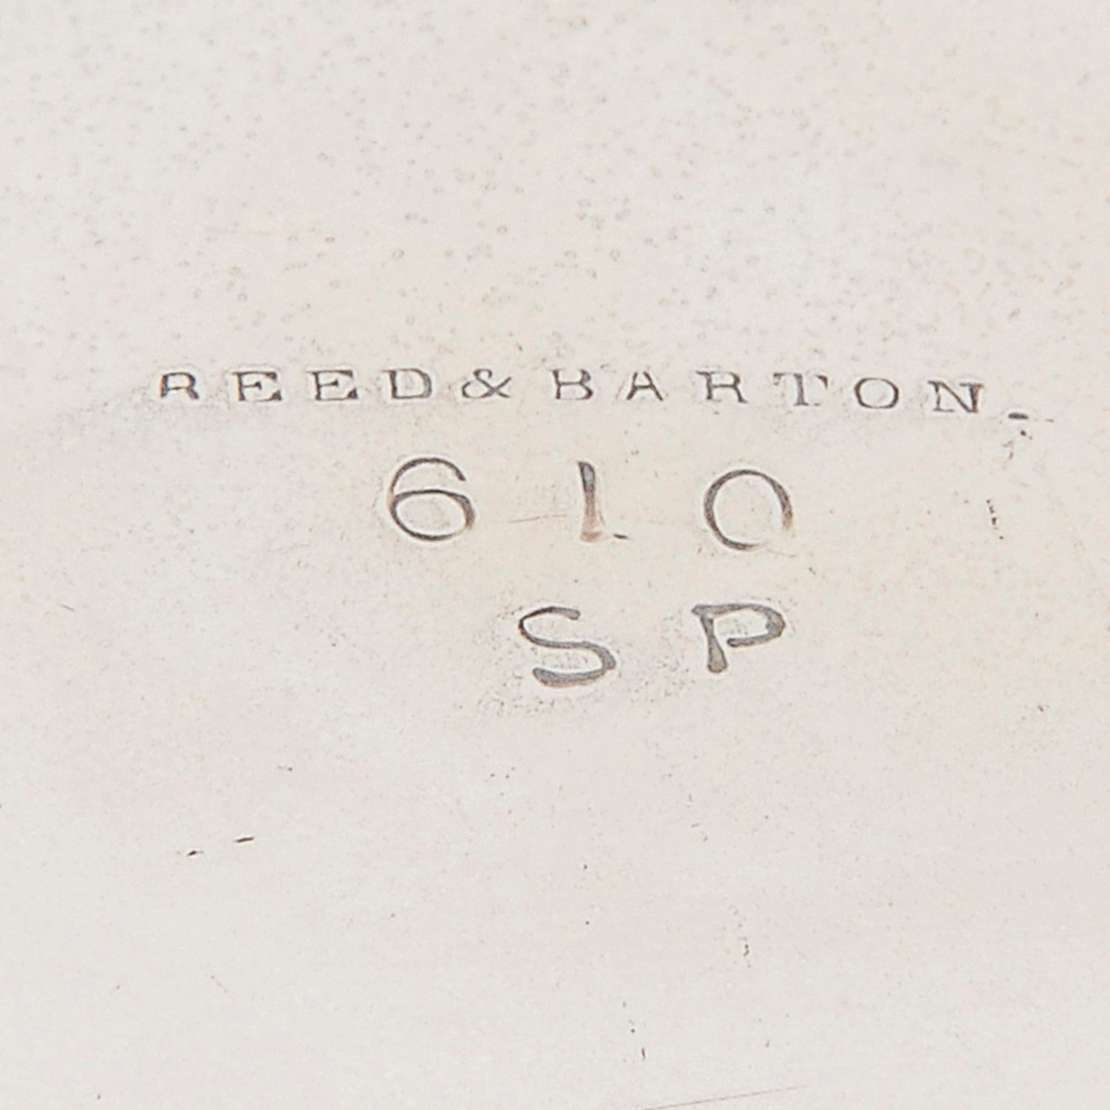 REED & BARTON.
610
SP